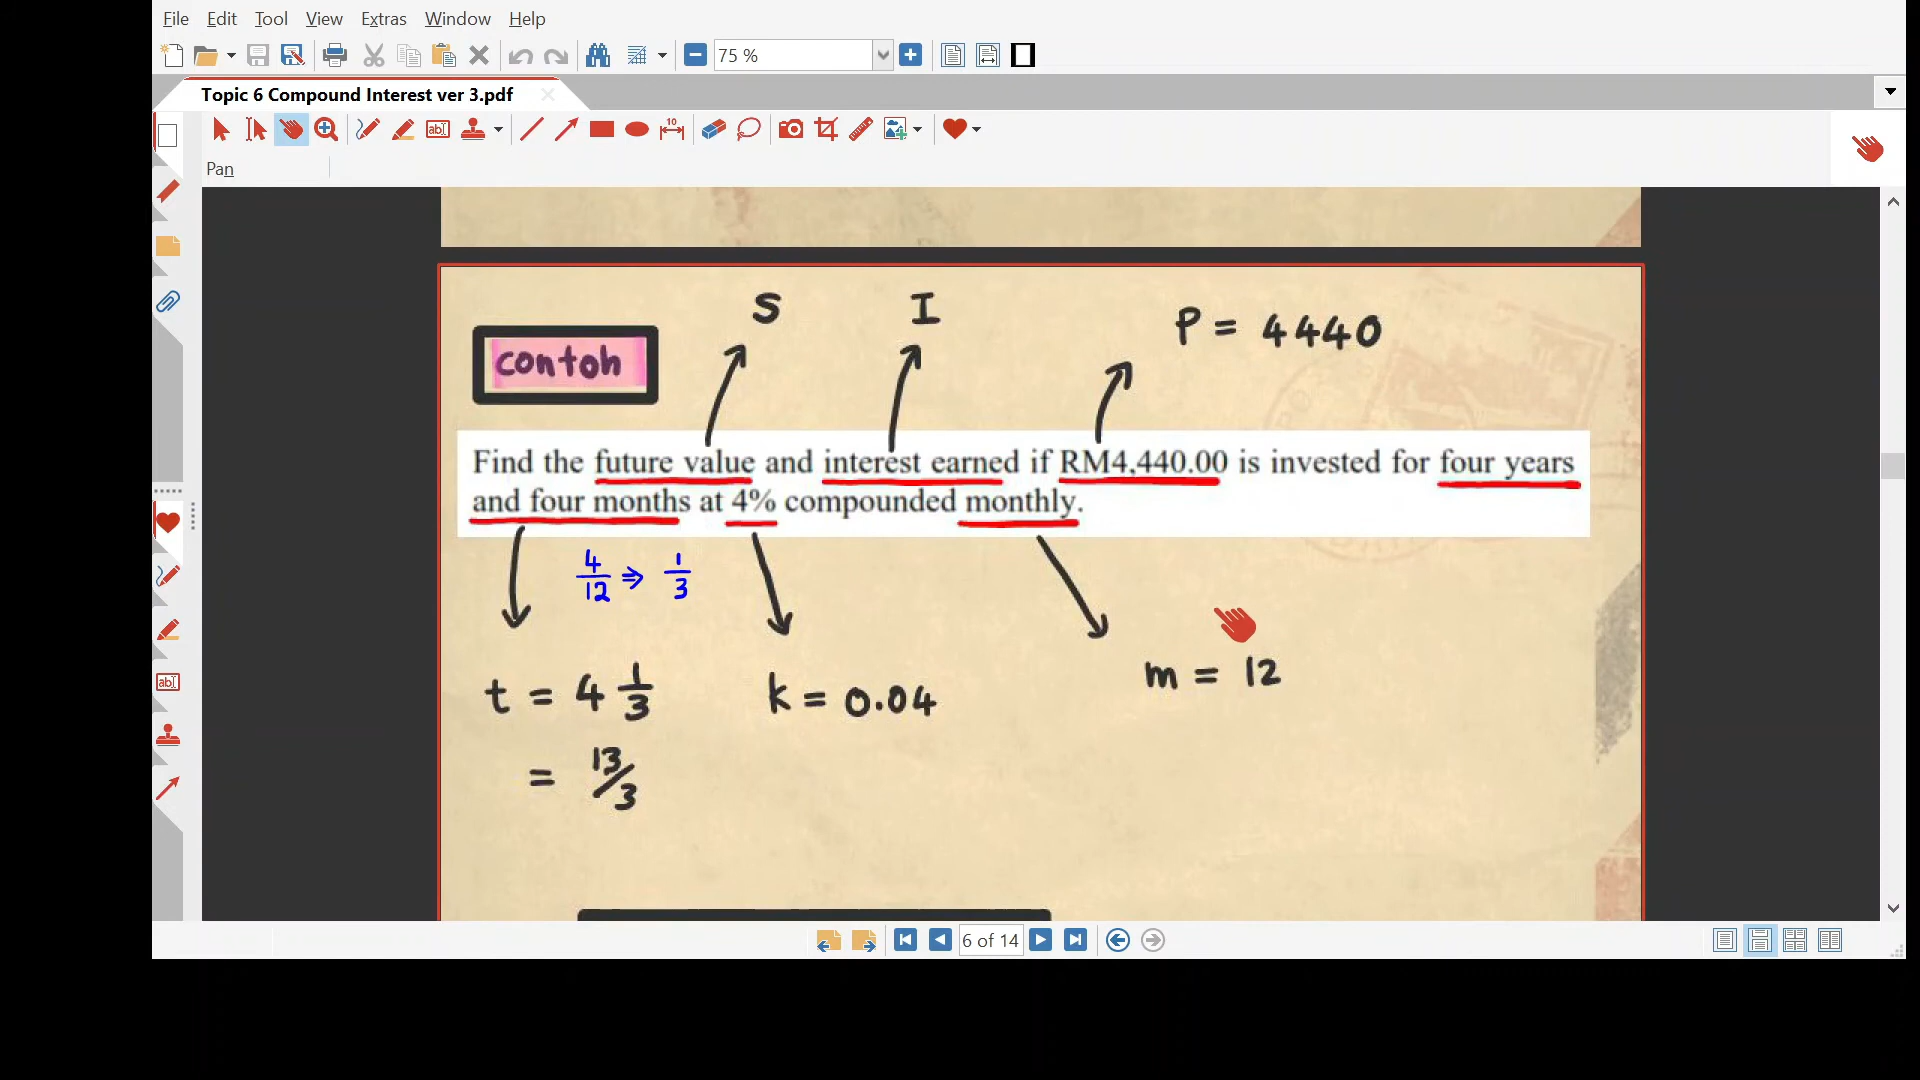 File Edit Tool View Extras Window Help
75 %
Topic 6 Compound Interest ver 3.pdf
Pan
S I P = 4440
contoh
Find the future value and interest earned if RM4,440.00 is invested for four years
and four months at 4% compounded monthly.
4/12 ⇒ 1/3
t = 4 1/3 k = 0.04 m = 12
= 13/3
6 of 14